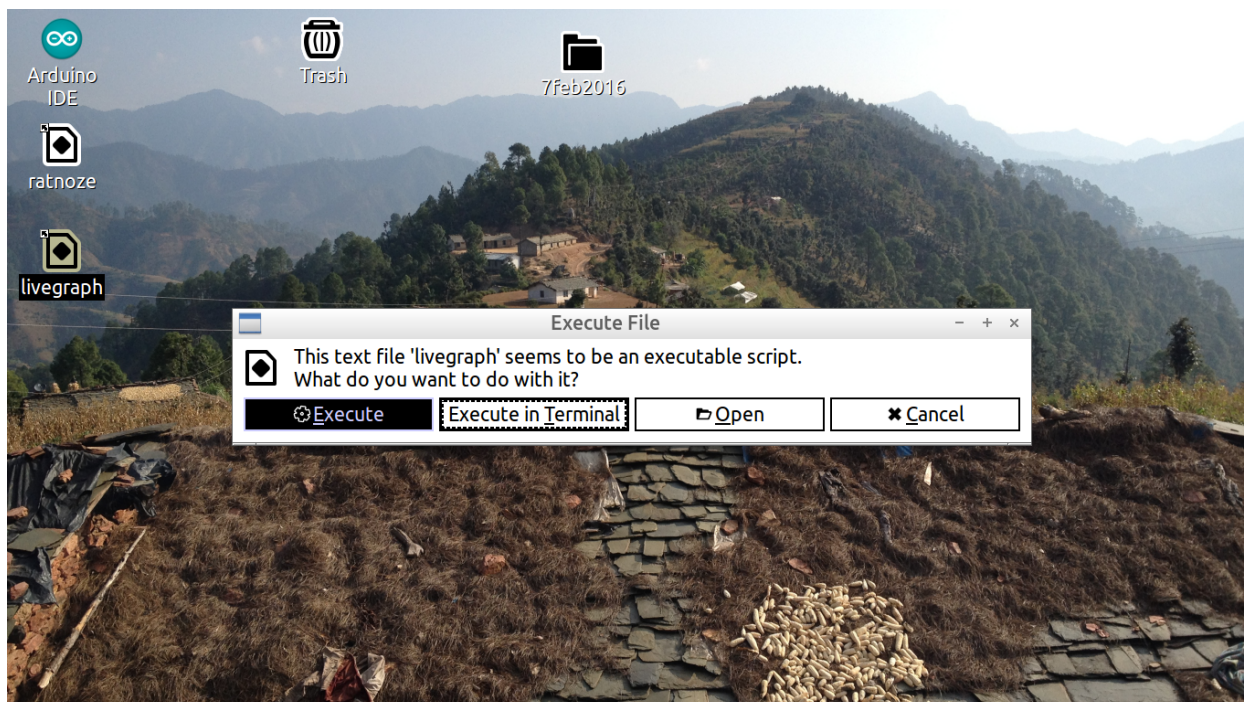 Arduino
IDE
Trash
7feb2016
ratnoze
livegraph
Execute File
This text file 'livegraph' seems to be an executable script.
What do you want to do with it?
Execute
Execute in Terminal
Open
Cancel